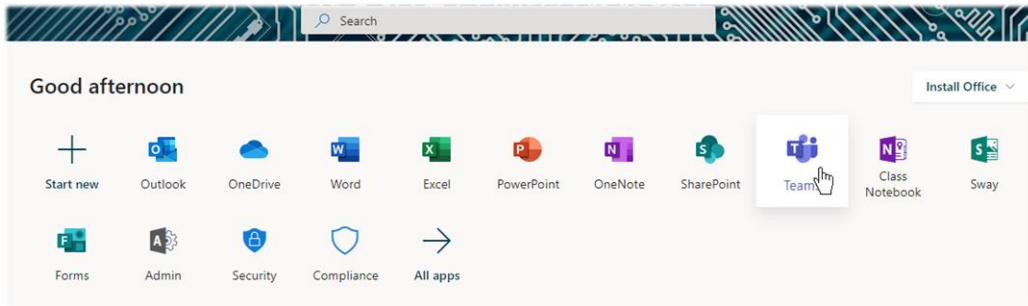 Search
Good afternoon
Install Office
Start new
Outlook
OneDrive
Word
Excel
PowerPoint
OneNote
SharePoint
Teams
Class
Notebook
Sway
Forms
Admin
Security
Compliance
All apps